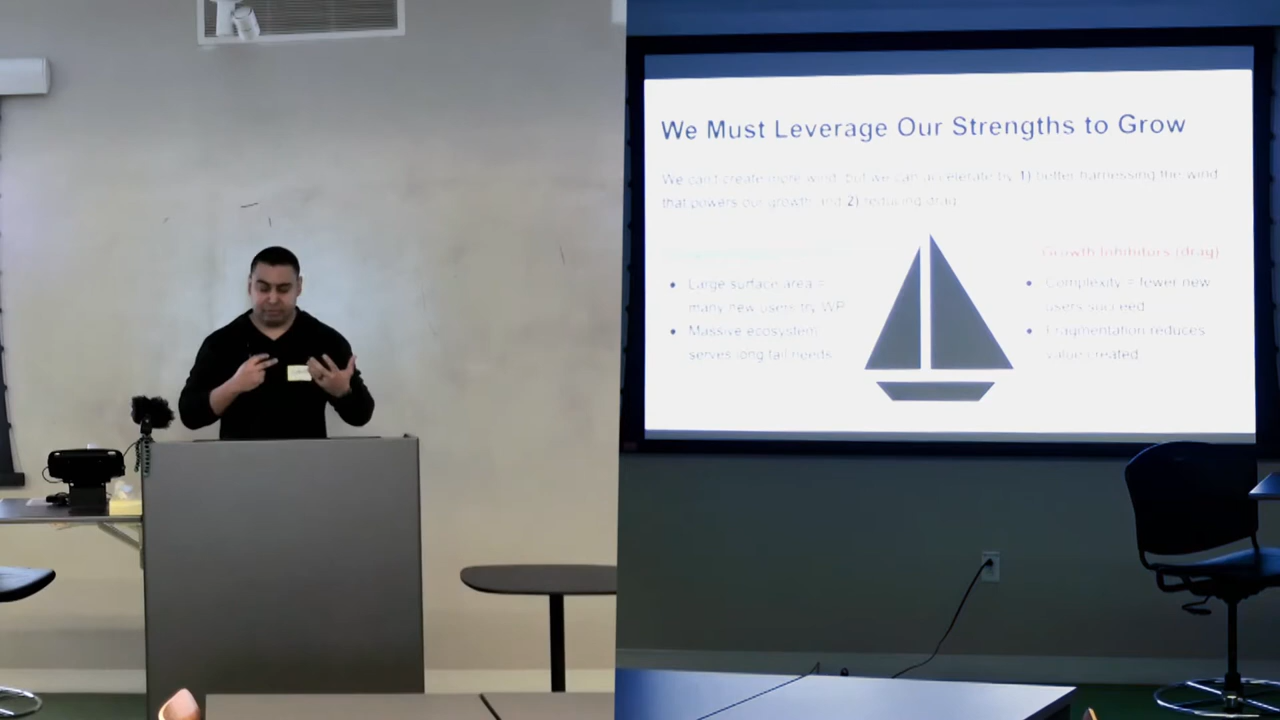 We Must Leverage Our Strengths to Grow
We can't create more wind, but we can accelerate by 1) better harnessing the wind
that powers our growth and 2) reducing drag
Growth Inhibitors (drag)
• Large surface area =
many new users try WP
• Massive ecosystem
serves long tail needs
• Complexity = fewer new
users succeed
• Fragmentation reduces
value created